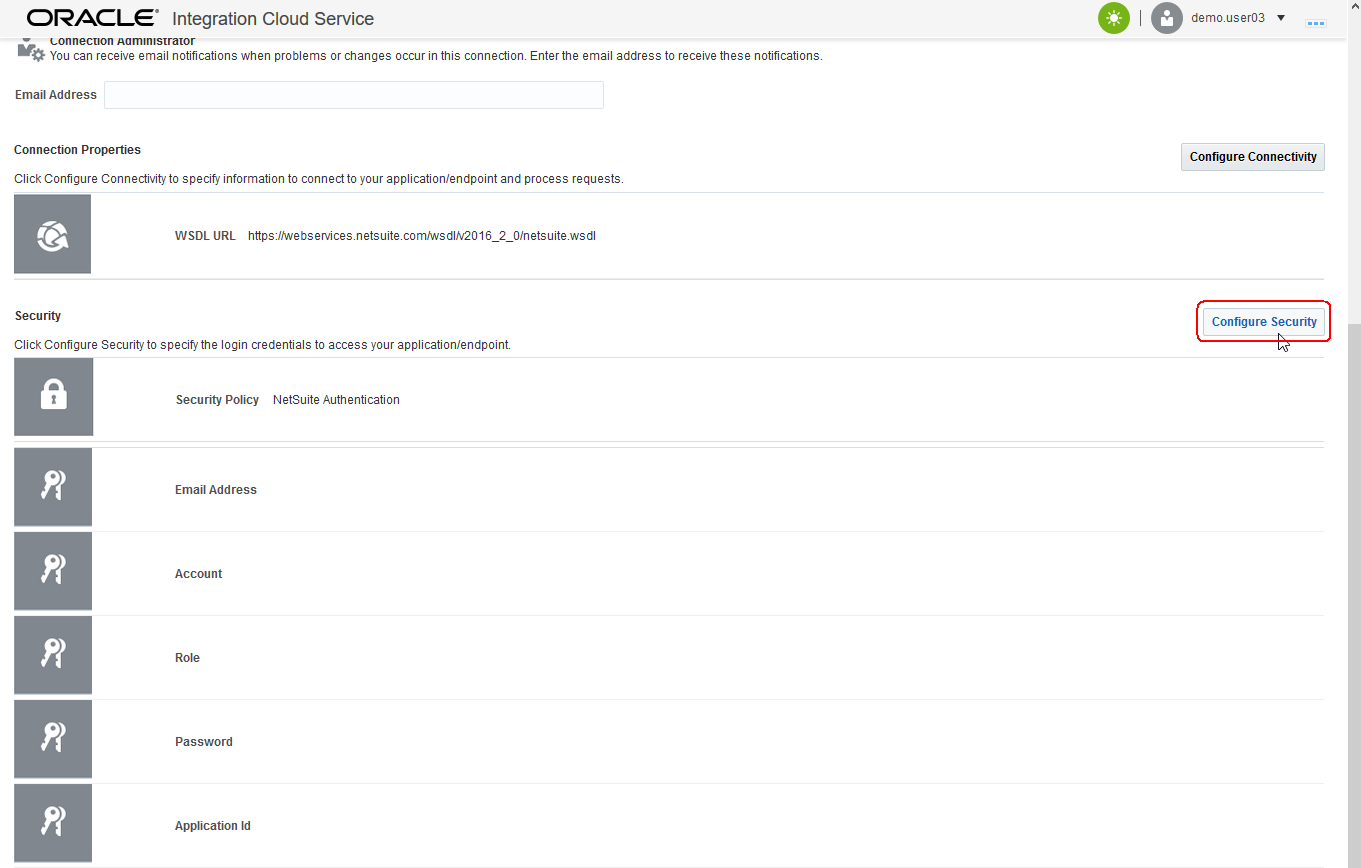 ORACLE® Integration Cloud Service
demo.user03
Connection Administrator
You can receive email notifications when problems or changes occur in this connection. Enter the email address to receive these notifications.
Email Address
Connection Properties
Configure Connectivity
Click Configure Connectivity to specify information to connect to your application/endpoint and process requests.
WSDL URL https://webservices.netsuite.com/wsdl/v2016_2_0/netsuite.wsdl
Security
Configure Security
Click Configure Security to specify the login credentials to access your application/endpoint.
Security Policy NetSuite Authentication
Email Address
Account
Role
Password
Application Id